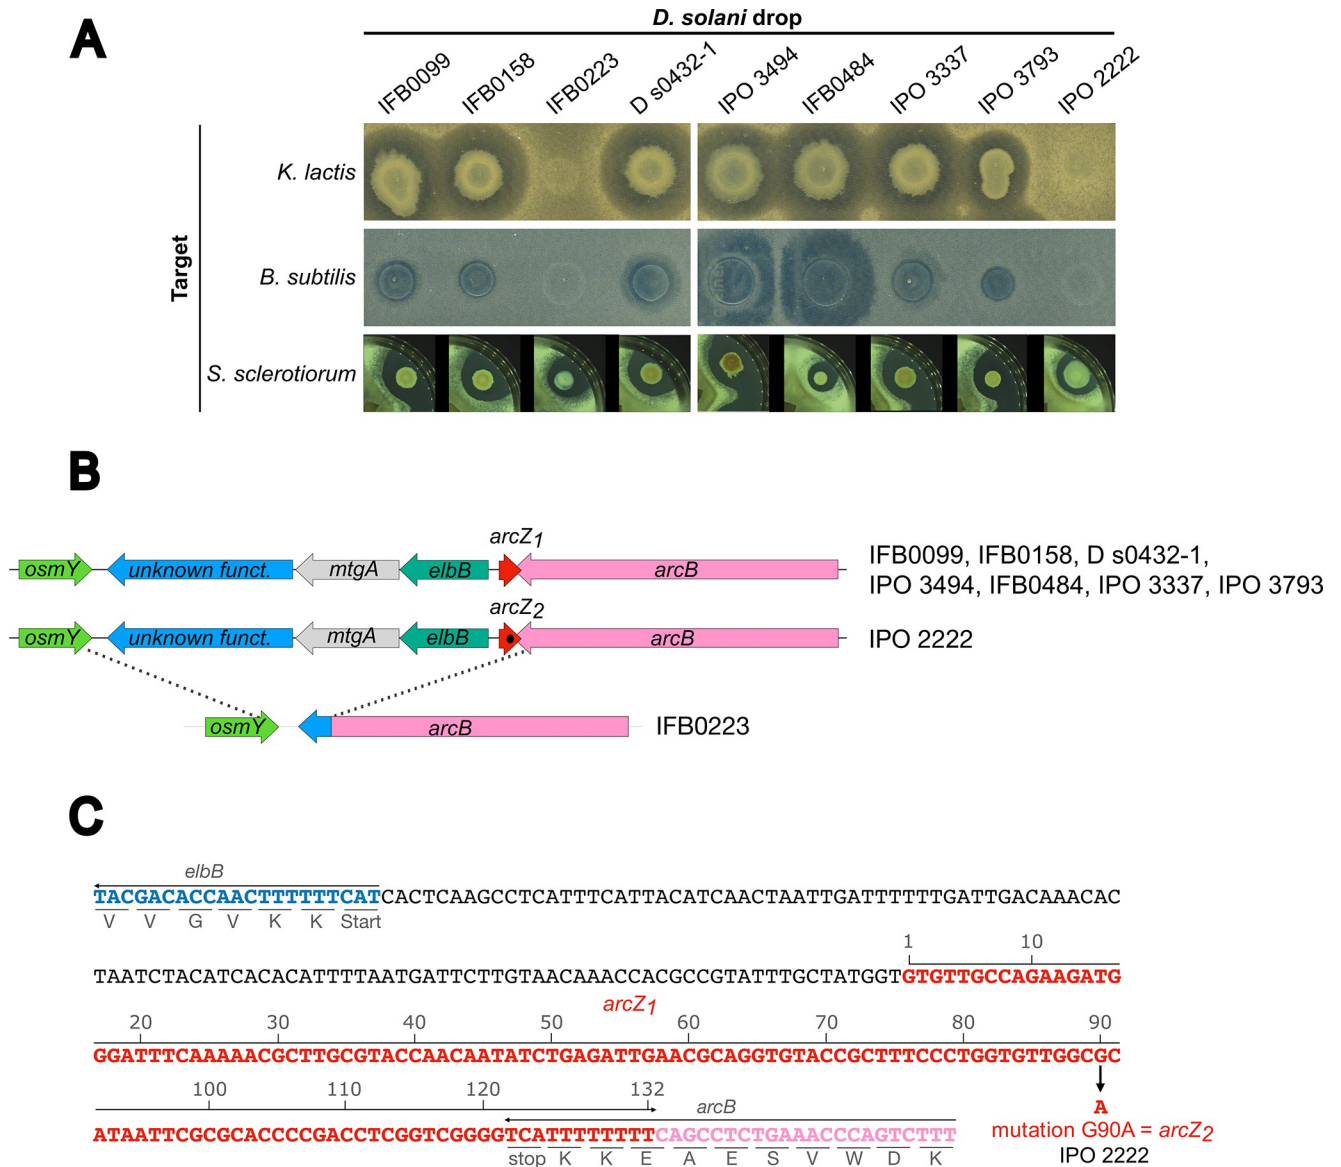 A
D. solani drop
IFB0099 IFB0158 IFB0223 D s0432-1 IPO 3494 IFB0484 IPO 3337 IPO 3793 IPO 2222
Target
K. lactis
B. subtilis
S. sclerotiorum
B
arcZ1
osmY unknown funct. mtgA elbB arcB
IFB0099, IFB0158, D s0432-1,
IPO 3494, IFB0484, IPO 3337, IPO 3793
arcZ2
osmY unknown funct. mtgA elbB arcB IPO 2222
osmY arcB IFB0223
C
elbB
TACGACACCAACTTTTTTCATCACTCAAGCCTCATTTCATTACATCAACTAATTGATTTTTTGATTGACAAACAC
V V G V K K Start
1 10
TAATCTACATCACACATTTTAATGATTCTTGTAACAAACCACGCCGTATTTGCTATGGTGTGTTGCCAGAAGATG
arcZ1
20 30 40 50 60 70 80 90
GGATTTCAAAAACGCTTGCGTACCAACAATATCTGAGATTGAACGCAGGTGTACCGCTTTCCCTGGTGTTGGCGC
100 110 120 132
arcB
A
ATAATTCGCGCACCCCGACCTCGGTCGGGGTCATTTTTTTTCAGCCTCTGAAACCCAGTCTTT
mutation G90A = arcZ2
stop K K E A E S V W D K
IPO 2222